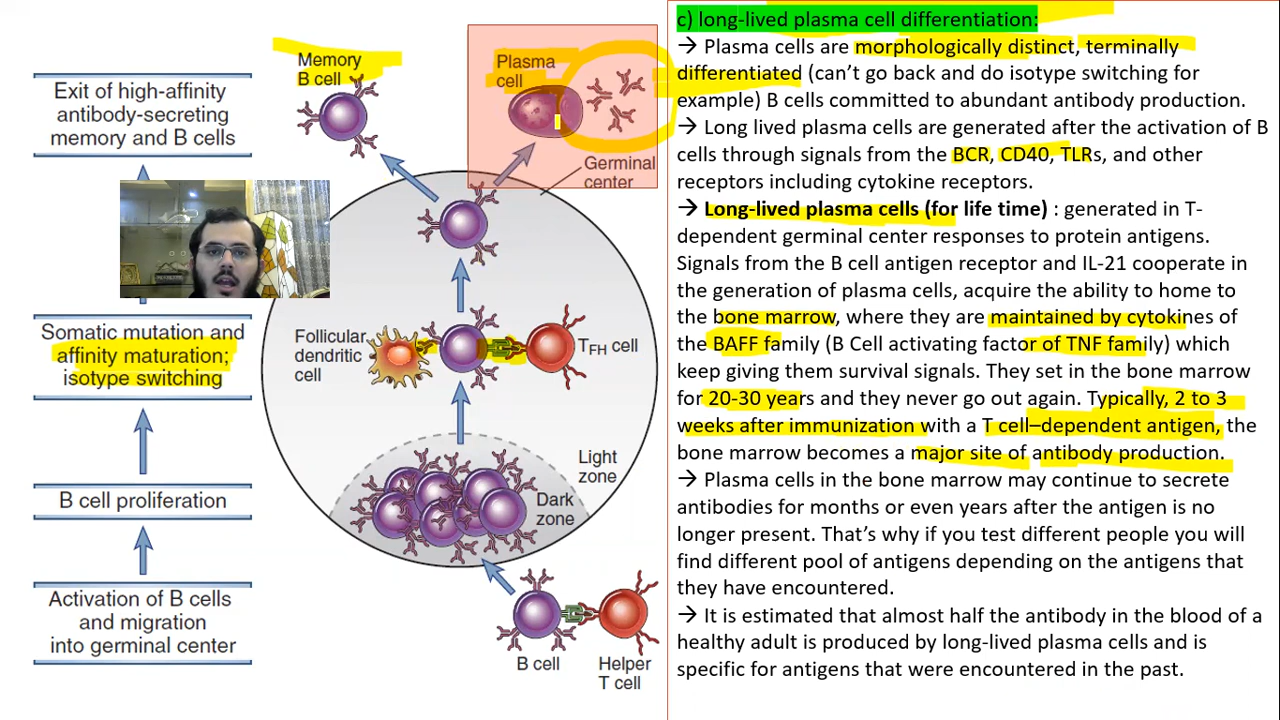 Exit of high-affinity
antibody-secreting
memory and B cells
Somatic mutation and
affinity maturation;
isotype switching
B cell proliferation
Activation of B cells
and migration
into germinal center
Memory
B cell
Plasma
cell
Germinal
center
Follicular
dendritic
cell
TFH cell
Light
zone
Dark
zone
B cell
Helper
T cell
c) long-lived plasma cell differentiation:
→ Plasma cells are morphologically distinct, terminally
differentiated (can’t go back and do isotype switching for
example) B cells committed to abundant antibody production.
→ Long lived plasma cells are generated after the activation of B
cells through signals from the BCR, CD40, TLRs, and other
receptors including cytokine receptors.
→ Long-lived plasma cells (for life time) : generated in T-
dependent germinal center responses to protein antigens.
Signals from the B cell antigen receptor and IL-21 cooperate in
the generation of plasma cells, acquire the ability to home to
the bone marrow, where they are maintained by cytokines of
the BAFF family (B Cell activating factor of TNF family) which
keep giving them survival signals. They set in the bone marrow
for 20-30 years and they never go out again. Typically, 2 to 3
weeks after immunization with a T cell–dependent antigen, the
bone marrow becomes a major site of antibody production.
→ Plasma cells in the bone marrow may continue to secrete
antibodies for months or even years after the antigen is no
longer present. That’s why if you test different people you will
find different pool of antigens depending on the antigens that
they have encountered.
→ It is estimated that almost half the antibody in the blood of a
healthy adult is produced by long-lived plasma cells and is
specific for antigens that were encountered in the past.